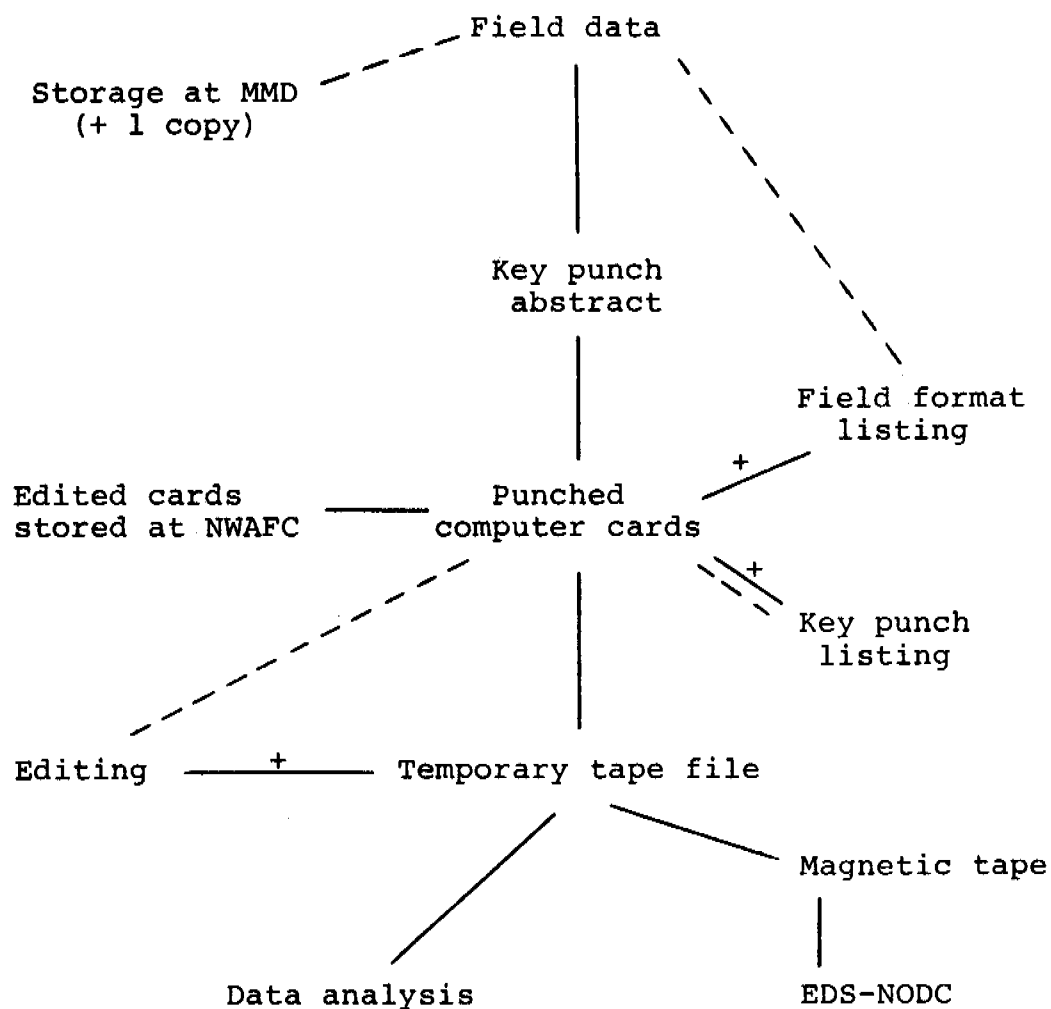 Field data
Storage at MMD
(+ 1 copy)
Key punch
abstract
Field format
listing
+
Edited cards
stored at NWAFC
Punched
computer cards
+
Key punch
listing
Editing
+
Temporary tape file
Magnetic tape
Data analysis
EDS-NODC